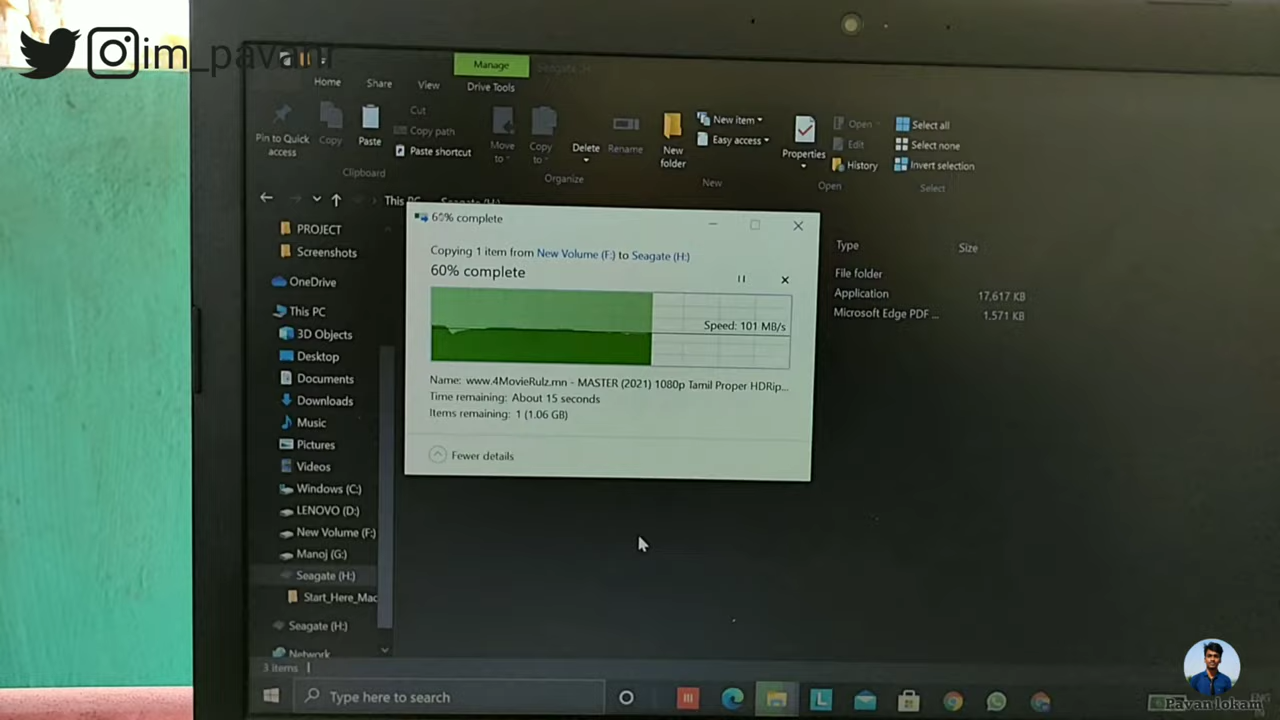 im_pavanr
Manage
Seagate (H:)
Home Share View Drive Tools
Pin to Quick access
Copy
Paste
Cut
Copy path
Paste shortcut
Clipboard
Move to
Copy to
Delete
Rename
Organize
New folder
New item
Easy access
New
Properties
Open
Edit
History
Open
Select all
Select none
Invert selection
Select
This PC Seagate (H:)
PROJECT
Screenshots
OneDrive
This PC
3D Objects
Desktop
Documents
Downloads
Music
Pictures
Videos
Windows (C:)
LENOVO (D:)
New Volume (F:)
Manoj (G:)
Seagate (H:)
Start_Here_Mac
Seagate (H:)
Network
60% complete
Copying 1 item from New Volume (F:) to Seagate (H:)
60% complete
Speed: 101 MB/s
Name: www.4MovieRulz.mn - MASTER (2021) 1080p Tamil Proper HDRip...
Time remaining: About 15 seconds
Items remaining: 1 (1.06 GB)
Fewer details
Type Size
File folder
Application 17,617 KB
Microsoft Edge PDF ... 1,571 KB
3 items
Type here to search
L
ENG
Pavan lokam